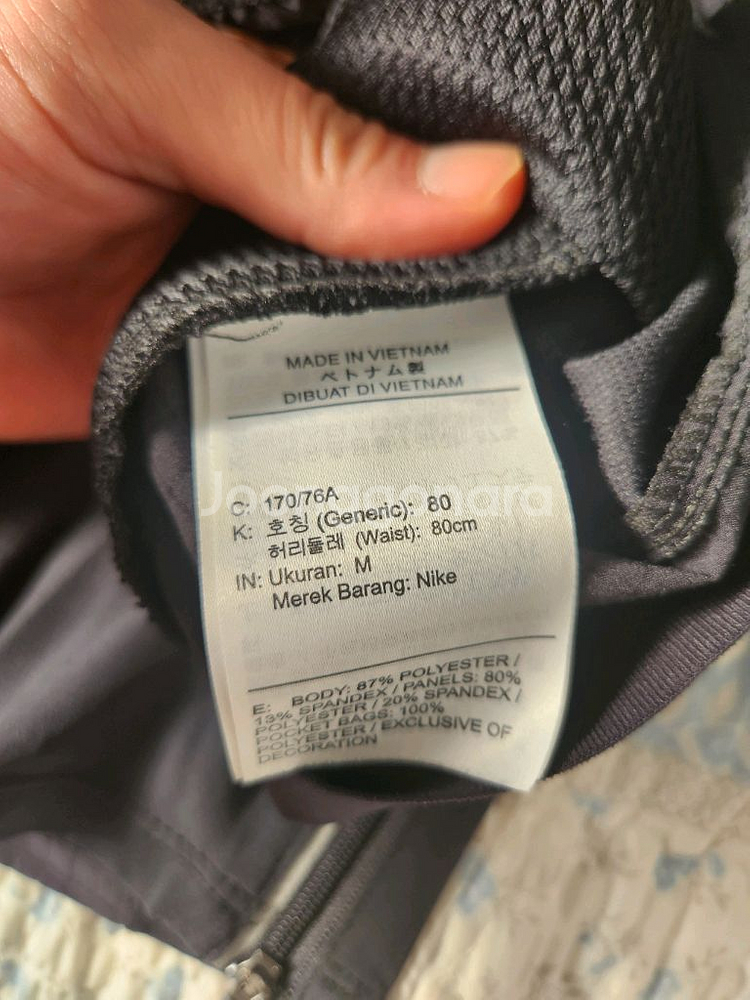 MADE IN VIETNAM
ベトナム製
DIBUAT DI VIETNAM
C: 170/76A
Joonggonara
K: 호칭 (Generic): 80
허리둘레 (Waist): 80cm
IN: Ukuran: M
Merek Barang: Nike
E: BODY: 87% POLYESTER /
13% SPANDEX / PANELS: 80%
POLYESTER / 20% SPANDEX /
POCKET BAGS: 100%
POLYESTER / EXCLUSIVE OF
DECORATION